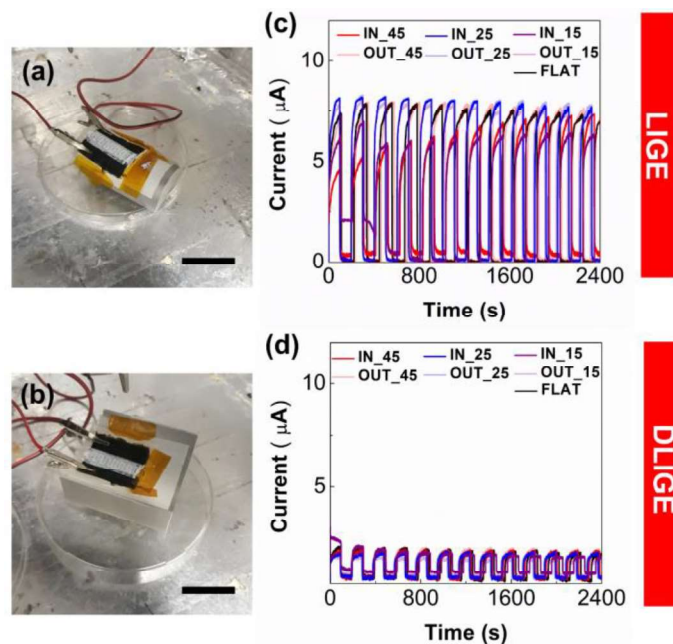 (a)
(c)
IN_45 IN_25 IN_15
OUT_45 OUT_25 OUT_15
FLAT
10
5
0
Current ( μA)
0 800 1600 2400
Time (s)
LIGE
(b)
(d)
IN_45 IN_25 IN_15
OUT_45 OUT_25 OUT_15
FLAT
10
5
Current ( μA)
0 800 1600 2400
Time (s)
DLIGE